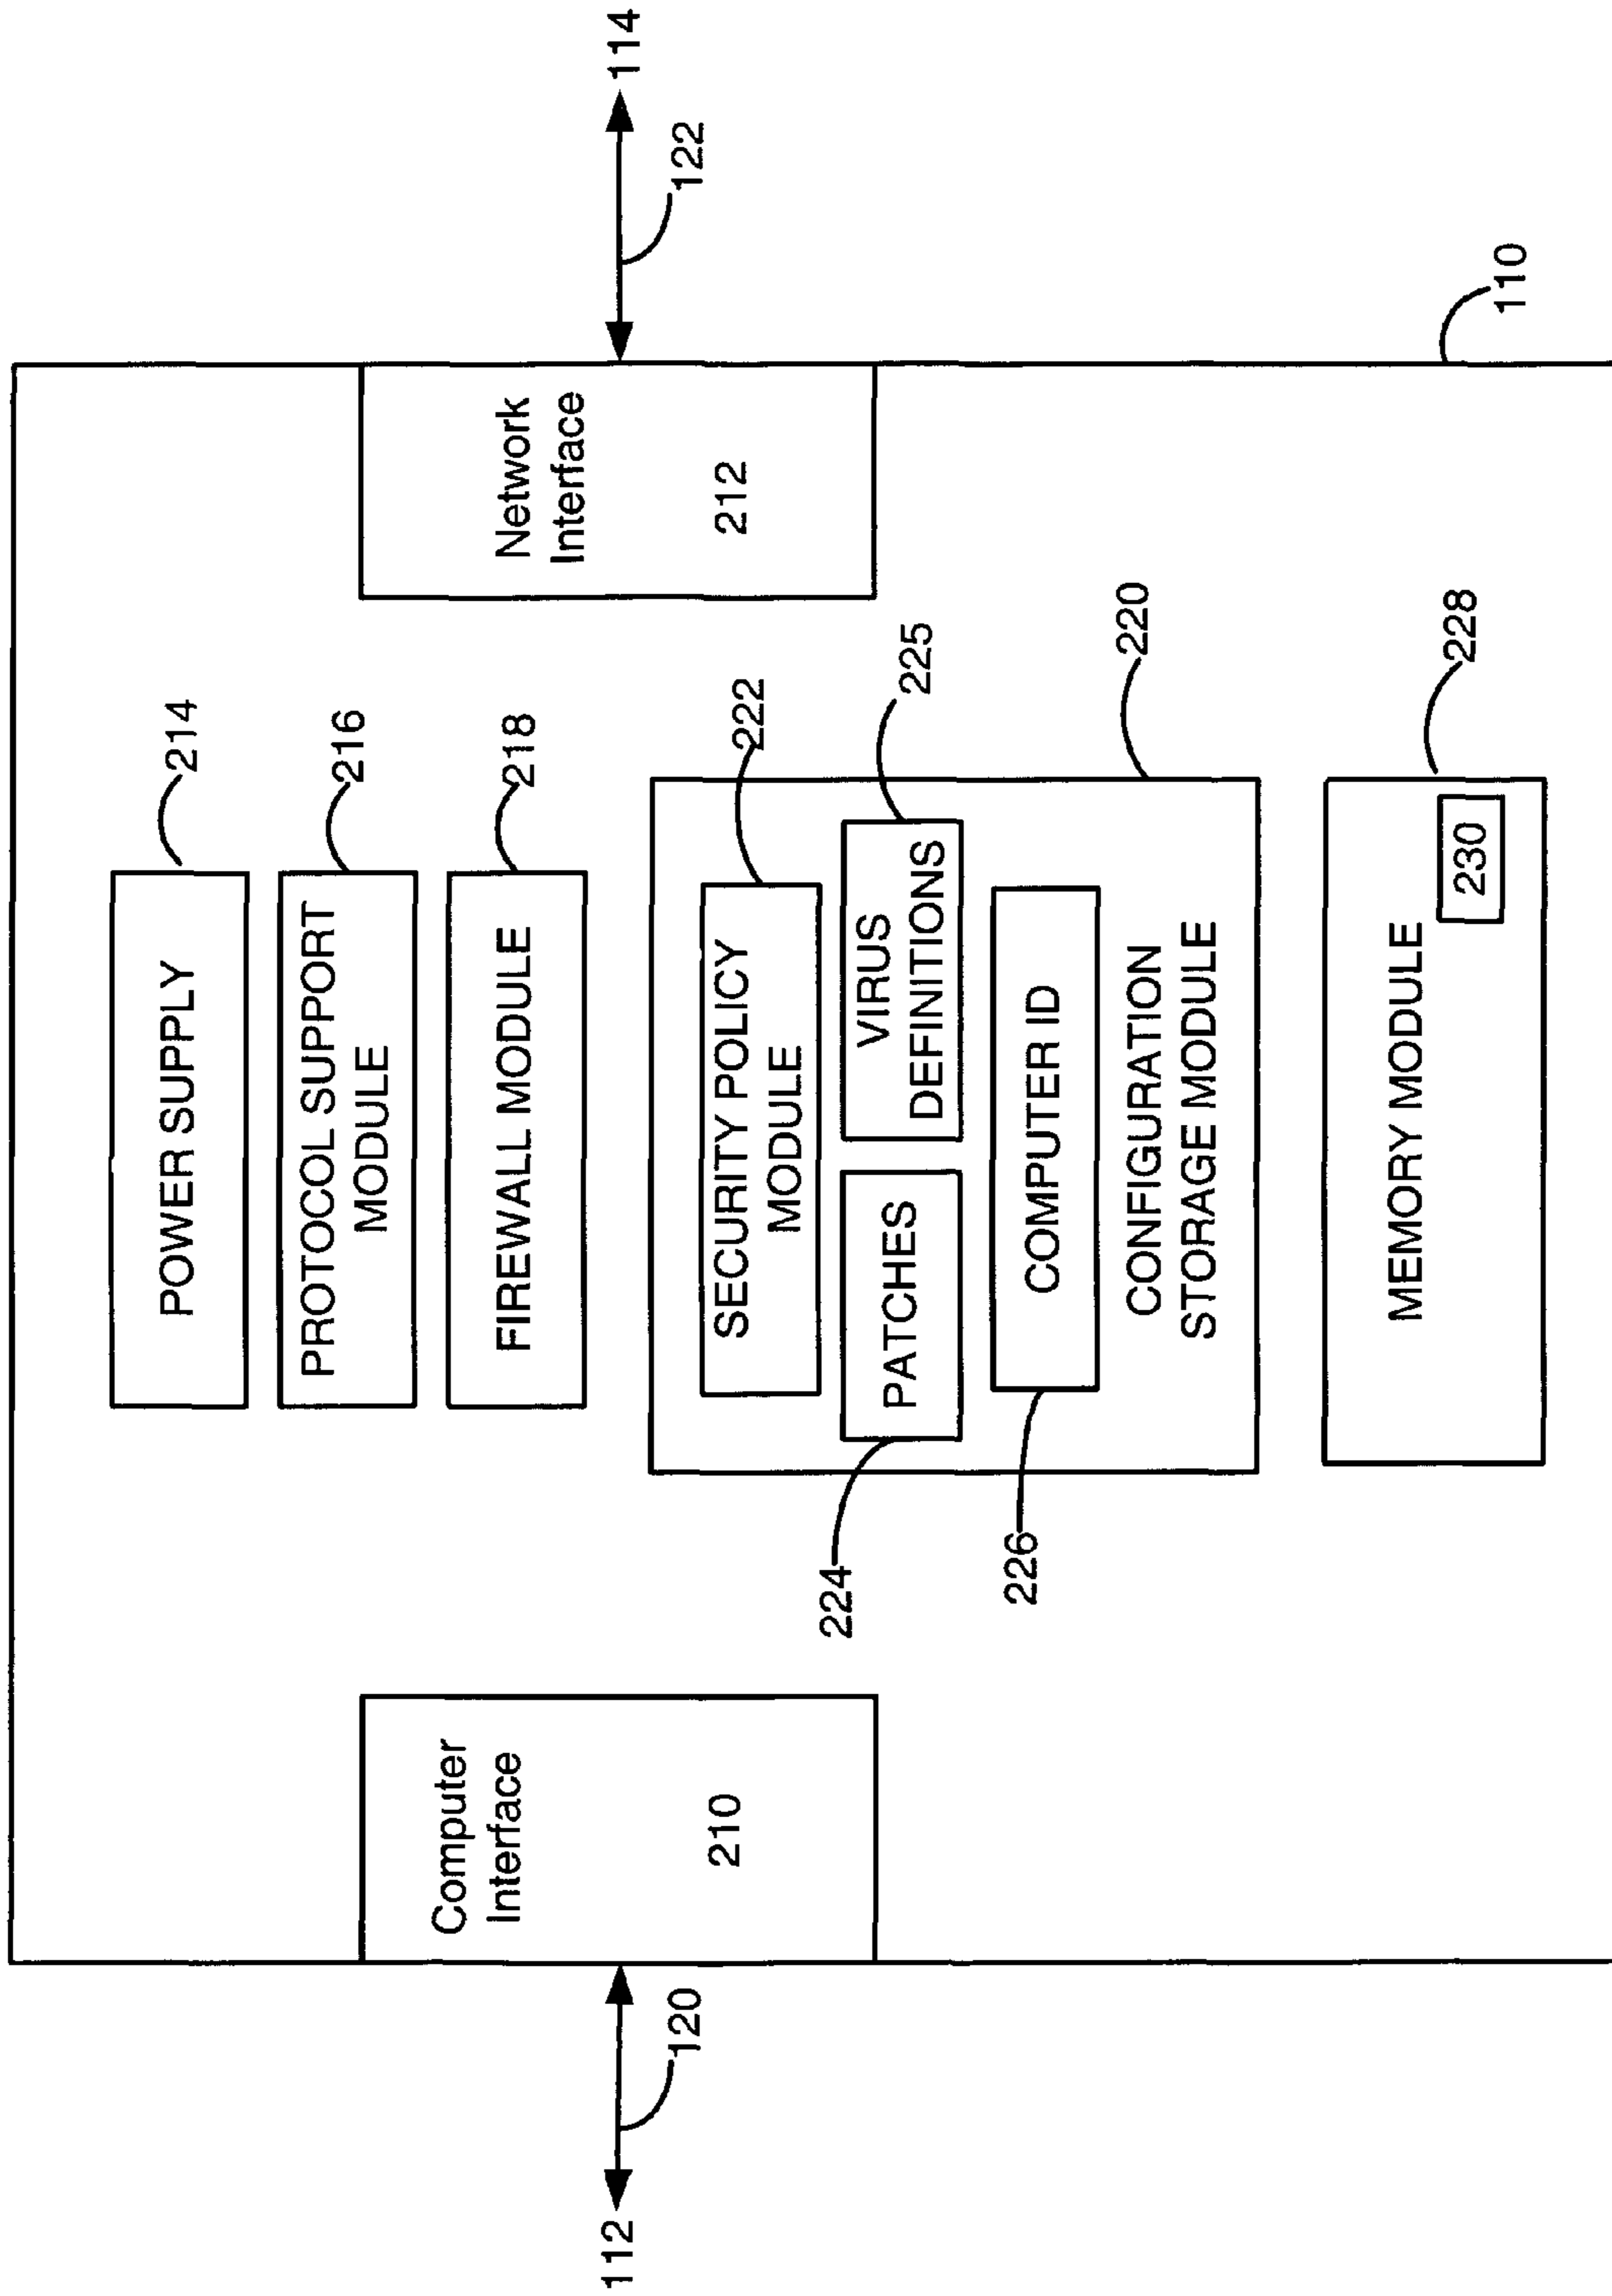 POWER SUPPLY
214
PROTOCOL SUPPORT
MODULE
216
FIREWALL MODULE
218
Computer
Interface
210
112
120
Network
Interface
212
114
122
SECURITY POLICY
MODULE
222
PATCHES
224
VIRUS
DEFINITIONS
225
COMPUTER ID
226
CONFIGURATION
STORAGE MODULE
220
MEMORY MODULE
230
228
110